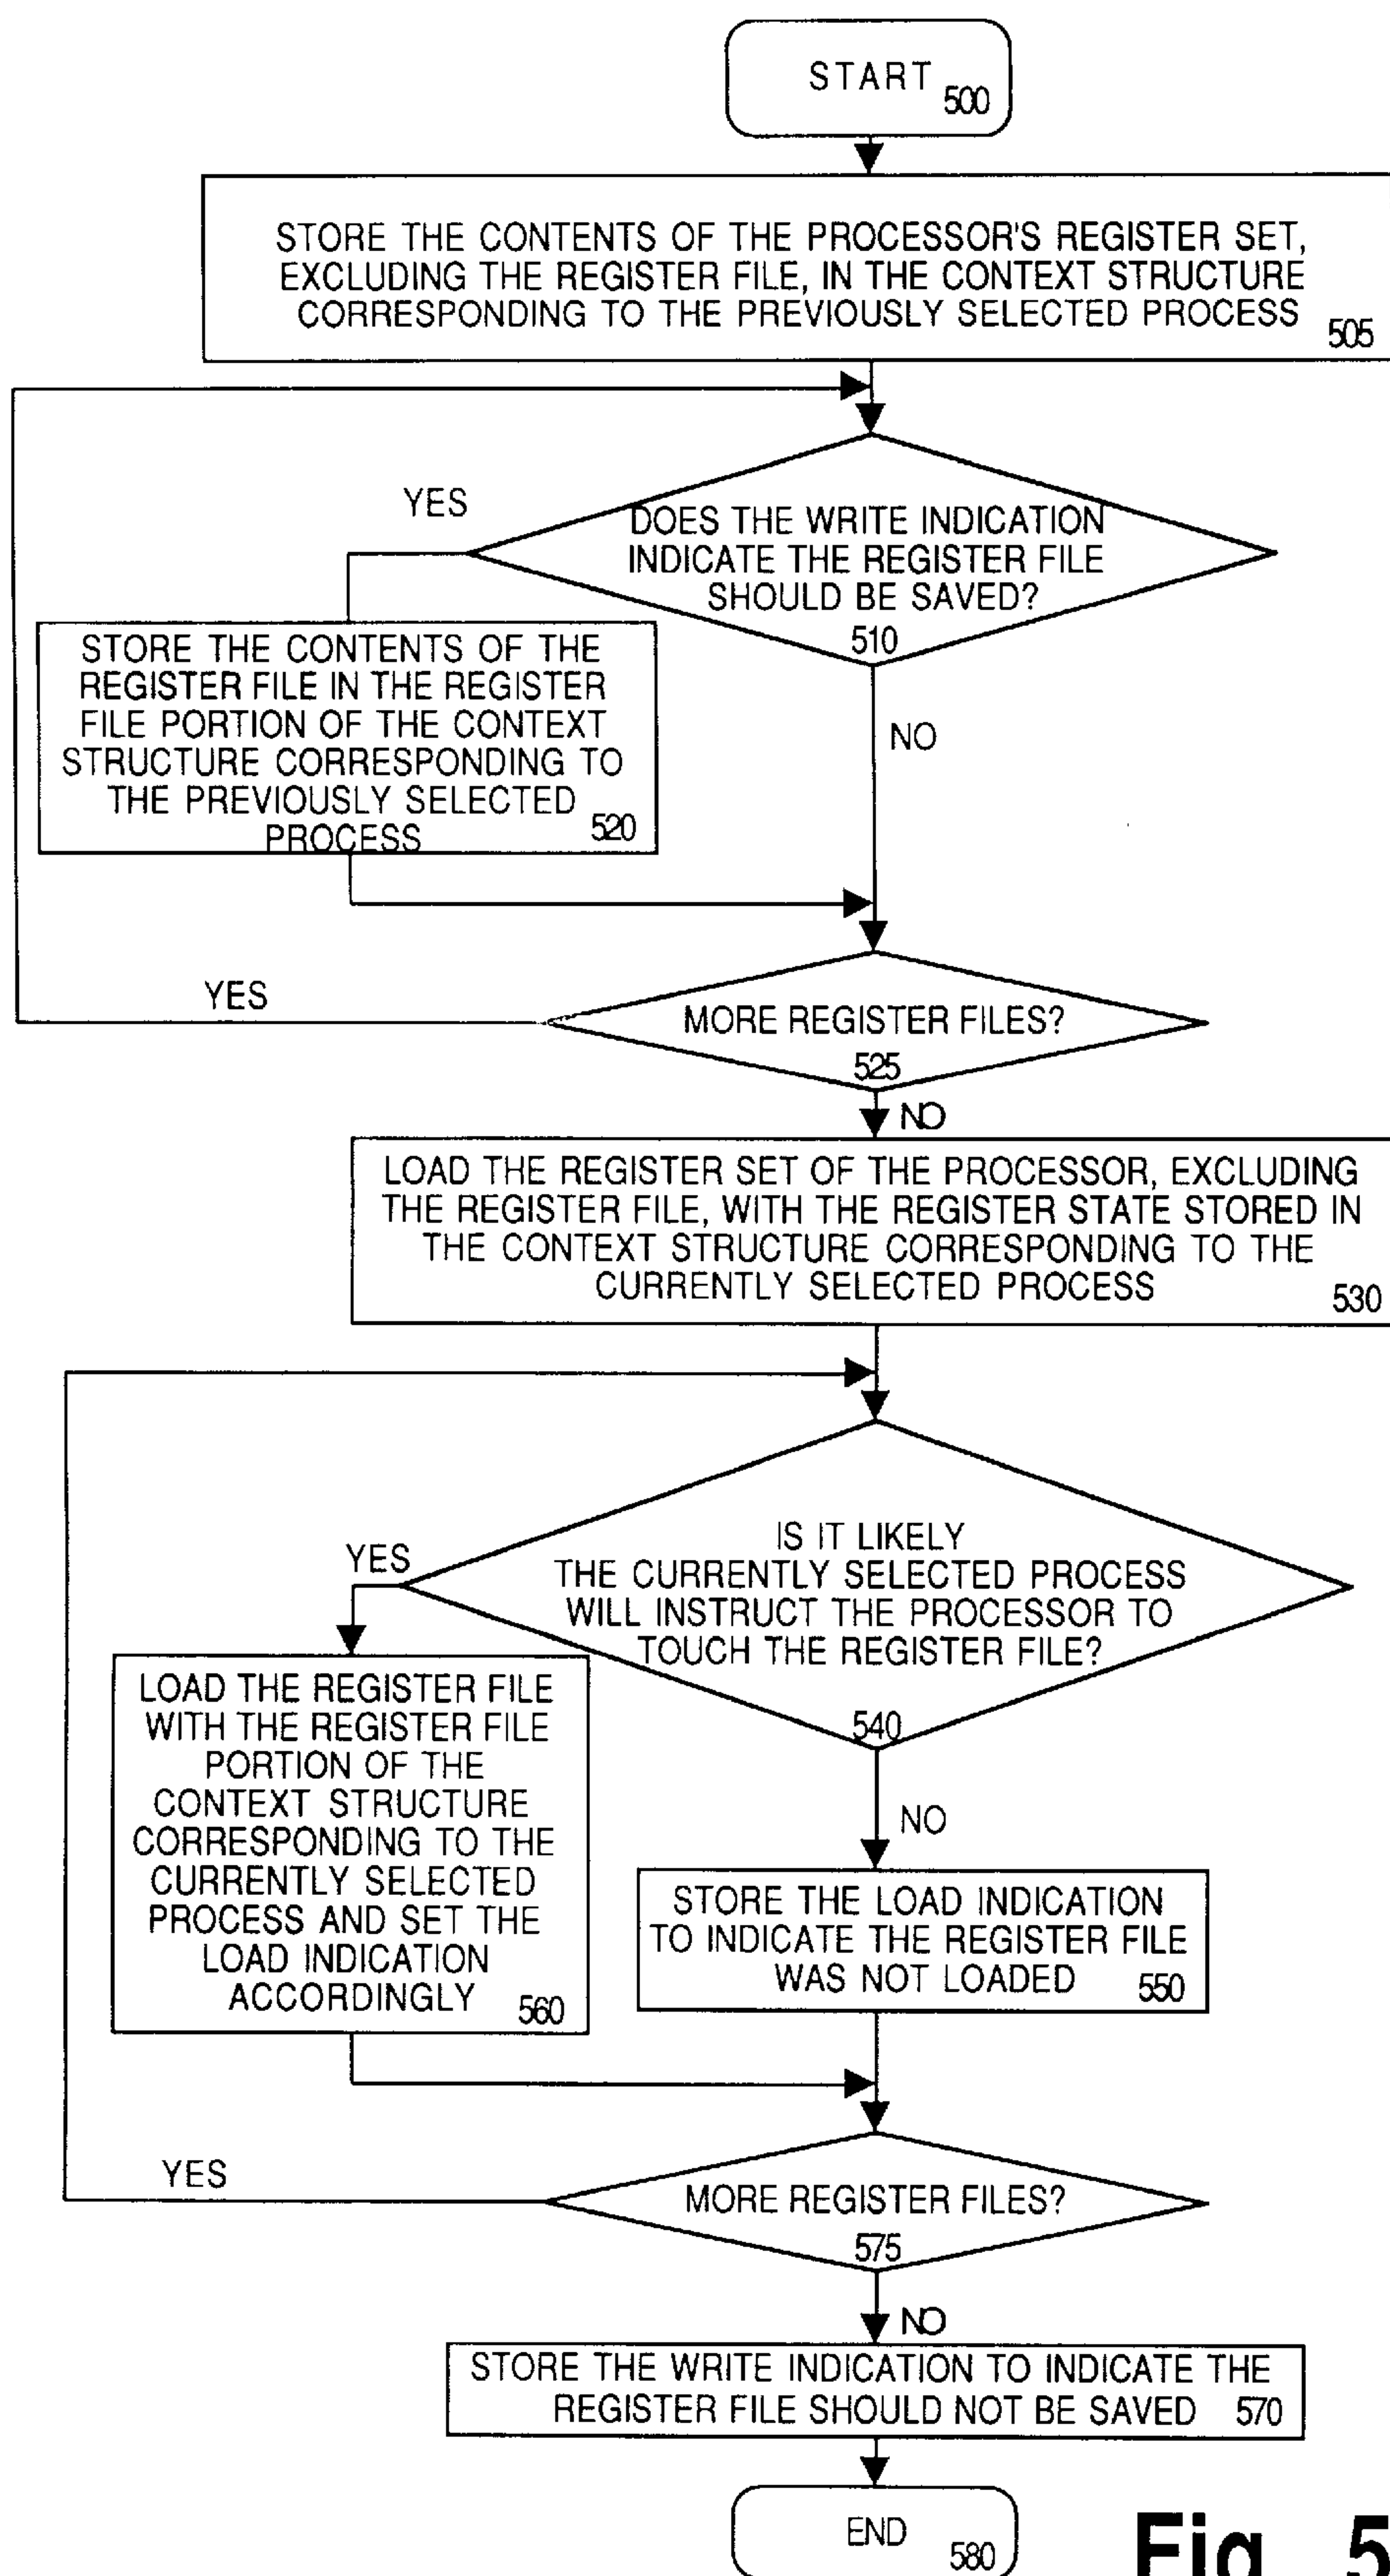 START
500
STORE THE CONTENTS OF THE PROCESSOR'S REGISTER SET,
EXCLUDING THE REGISTER FILE, IN THE CONTEXT STRUCTURE
CORRESPONDING TO THE PREVIOUSLY SELECTED PROCESS
505
YES
DOES THE WRITE INDICATION
INDICATE THE REGISTER FILE
SHOULD BE SAVED?
510
STORE THE CONTENTS OF THE
REGISTER FILE IN THE REGISTER
FILE PORTION OF THE CONTEXT
STRUCTURE CORRESPONDING TO
THE PREVIOUSLY SELECTED
PROCESS
520
NO
YES
MORE REGISTER FILES?
525
NO
LOAD THE REGISTER SET OF THE PROCESSOR, EXCLUDING
THE REGISTER FILE, WITH THE REGISTER STATE STORED IN
THE CONTEXT STRUCTURE CORRESPONDING TO THE
CURRENTLY SELECTED PROCESS
530
YES
IS IT LIKELY
THE CURRENTLY SELECTED PROCESS
WILL INSTRUCT THE PROCESSOR TO
TOUCH THE REGISTER FILE?
540
LOAD THE REGISTER FILE
WITH THE REGISTER FILE
PORTION OF THE
CONTEXT STRUCTURE
CORRESPONDING TO THE
CURRENTLY SELECTED
PROCESS AND SET THE
LOAD INDICATION
ACCORDINGLY
560
NO
STORE THE LOAD INDICATION
TO INDICATE THE REGISTER FILE
WAS NOT LOADED
550
YES
MORE REGISTER FILES?
575
NO
STORE THE WRITE INDICATION TO INDICATE THE
REGISTER FILE SHOULD NOT BE SAVED 570
END
580
Fig. 5